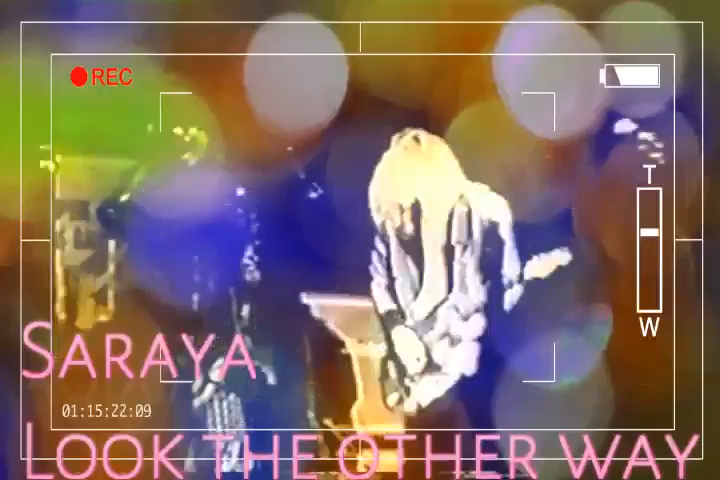 REC
T
W
SARAYA
01:15:22:09
LOOK THE OTHER WAY